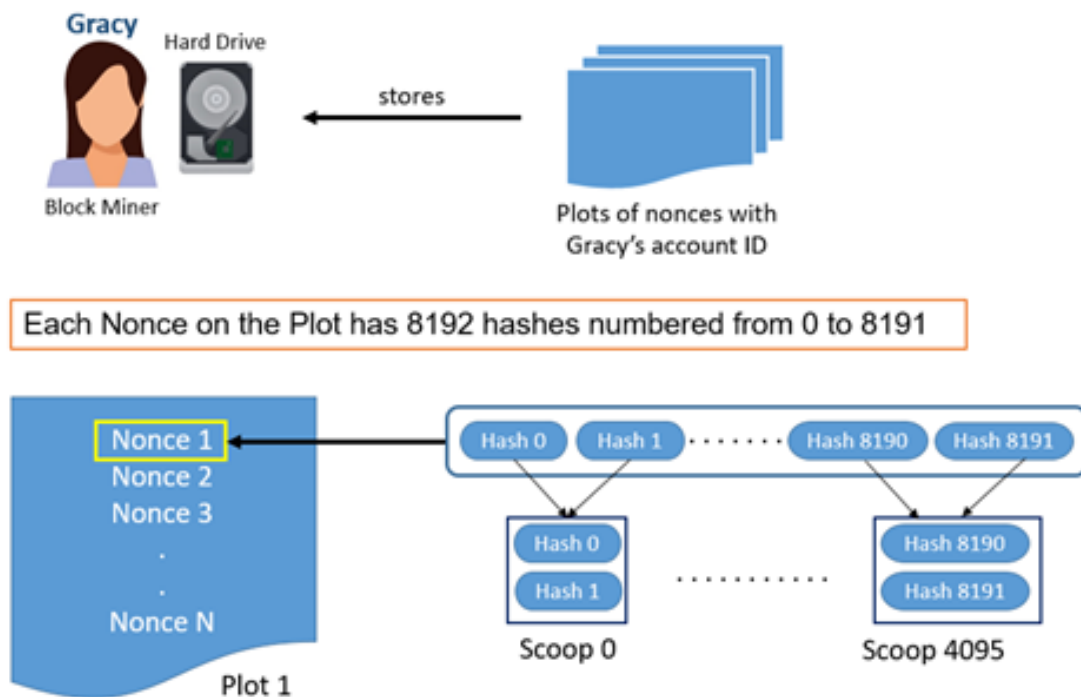 Gracy
Hard Drive
stores
Block Miner
Plots of nonces with
Gracy's account ID
Each Nonce on the Plot has 8192 hashes numbered from 0 to 8191
Nonce 1
Nonce 2
Nonce 3
.
.
Nonce N
Plot 1
Hash 0
Hash 1
.......
Hash 8190
Hash 8191
Hash 0
Hash 1
Scoop 0
...........
Hash 8190
Hash 8191
Scoop 4095